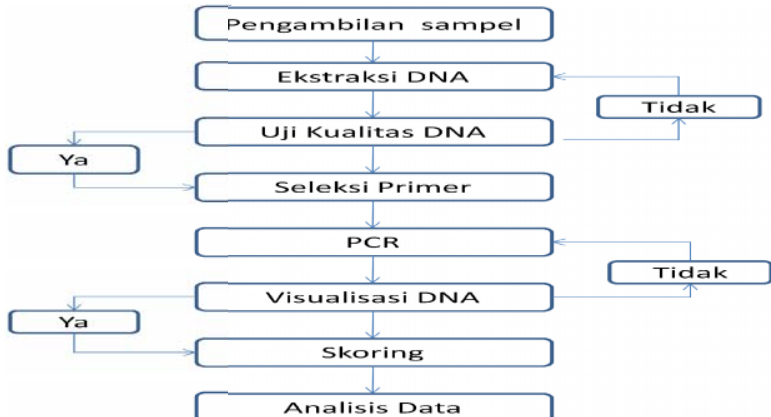 Pengambilan sampel
Ekstraksi DNA
Tidak
Uji Kualitas DNA
Ya
Seleksi Primer
PCR
Tidak
Visualisasi DNA
Ya
Skoring
Analisis Data